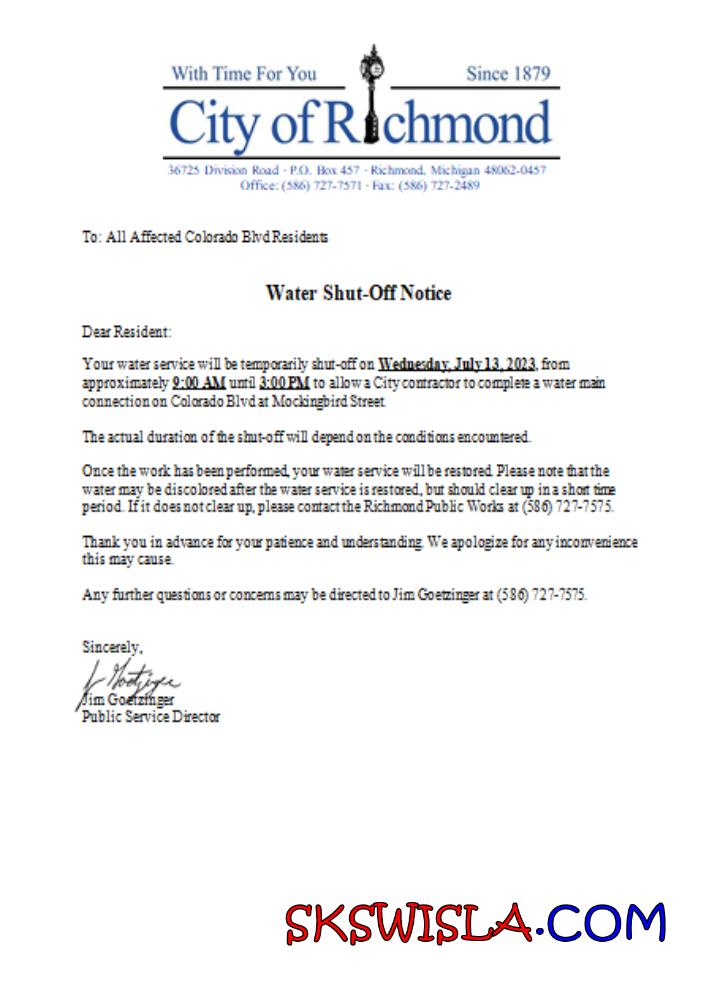 With Time For You Since 1879
City of Richmond
36725 Division Road · P.O. Box 457 · Richmond, Michigan 48062-0457
Office: (586) 727-7571 · Fax: (586) 727-2489
To: All Affected Colorado Blvd Residents
Water Shut-Off Notice
Dear Resident:
Your water service will be temporarily shut-off on Wednesday, July 13, 2023, from
approximately 9:00 AM until 3:00 PM to allow a City contractor to complete a water main
connection on Colorado Blvd at Mockingbird Street.
The actual duration of the shut-off will depend on the conditions encountered.
Once the work has been performed, your water service will be restored. Please note that the
water may be discolored after the water service is restored, but should clear up in a short time
period. If it does not clear up, please contact the Richmond Public Works at (586) 727-7575.
Thank you in advance for your patience and understanding. We apologize for any inconvenience
this may cause.
Any further questions or concerns may be directed to Jim Goetzinger at (586) 727-7575.
Sincerely,
J Goetzinger
Jim Goetzinger
Public Service Director
SKSWISLA.COM